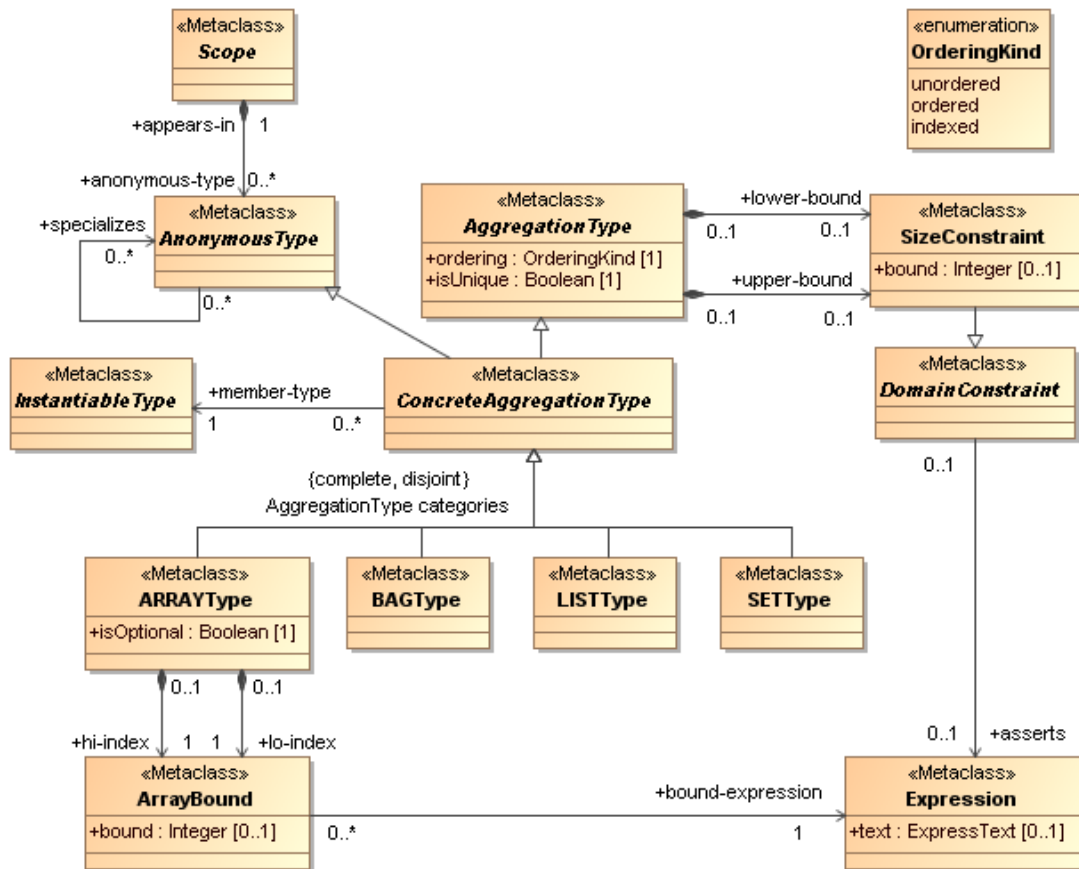 «Metaclass»
Scope
«enumeration»
OrderingKind
unordered
ordered
indexed
+appears-in
1
+anonymous-type
0..*
«Metaclass»
AnonymousType
+specializes
0..*
0..*
«Metaclass»
AggregationType
+ordering : OrderingKind [1]
+isUnique : Boolean [1]
+lower-bound
0..1
0..1
+upper-bound
0..1
0..1
«Metaclass»
SizeConstraint
+bound : Integer [0..1]
«Metaclass»
InstantiableType
+member-type
1
0..*
«Metaclass»
ConcreteAggregationType
«Metaclass»
DomainConstraint
0..1
{complete, disjoint}
AggregationType categories
«Metaclass»
ARRAYType
+isOptional : Boolean [1]
«Metaclass»
BAGType
«Metaclass»
LISTType
«Metaclass»
SETType
0..1
0..1
+hi-index
1
1
+lo-index
0..1
+asserts
«Metaclass»
ArrayBound
+bound : Integer [0..1]
+bound-expression
0..*
1
«Metaclass»
Expression
+text : ExpressText [0..1]